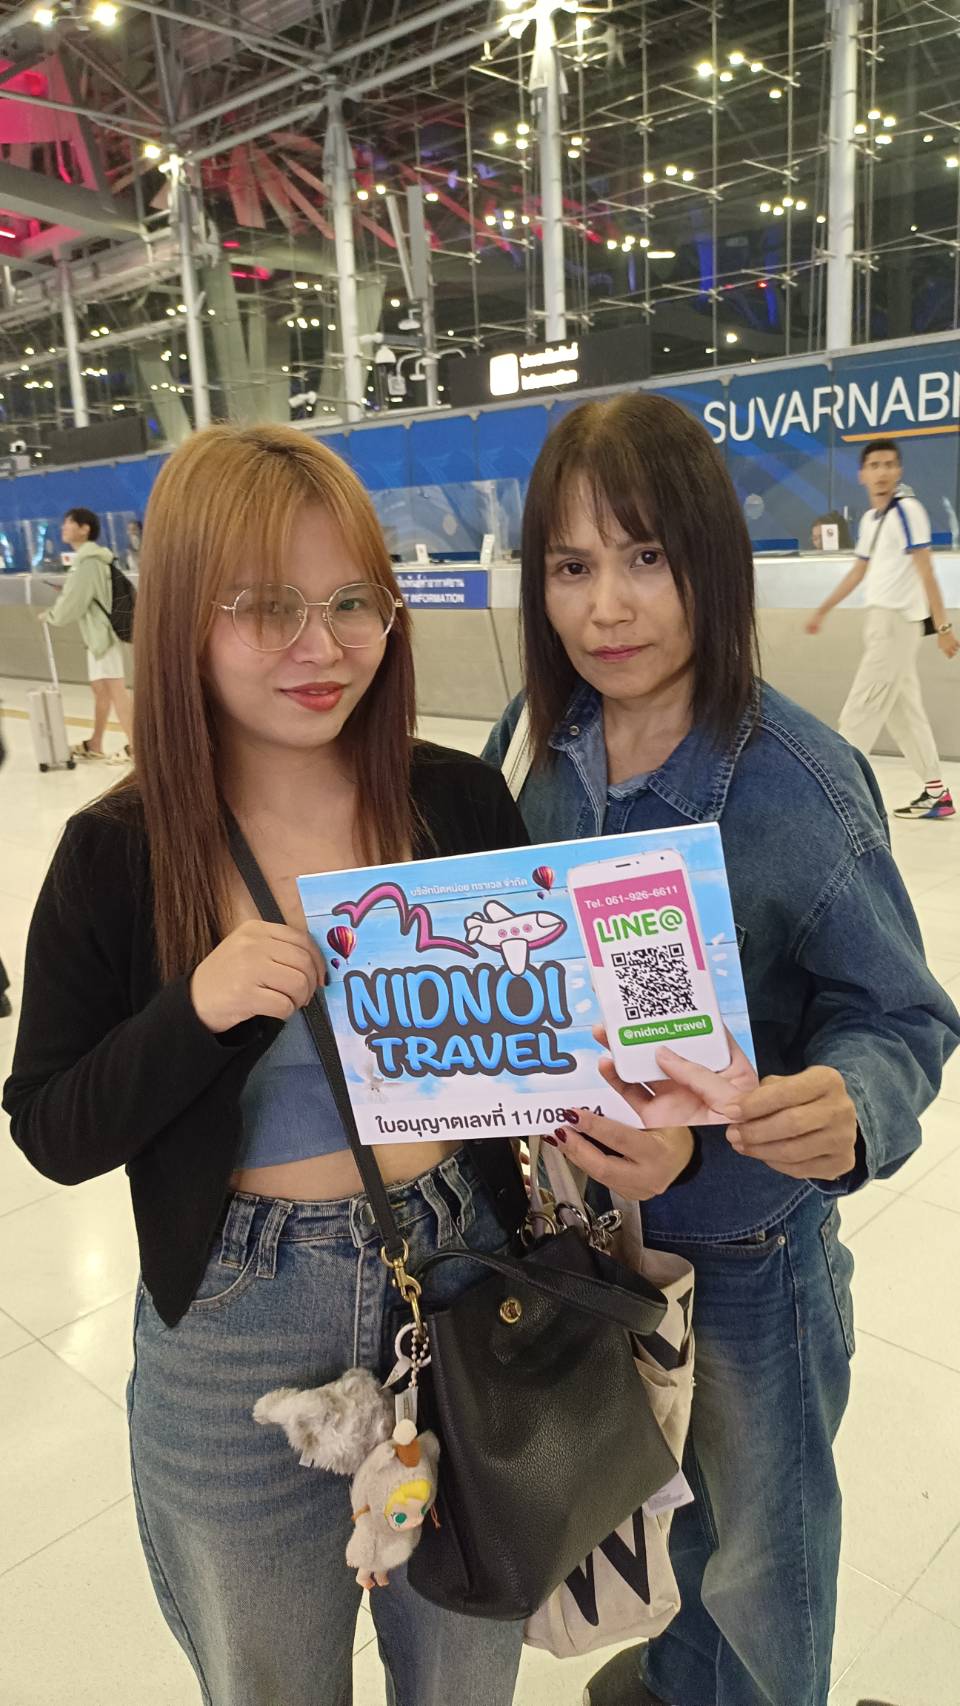 SUVARNABH
T INFORMATION
บริษัทนิดหน่อย ทราเวล จำกัด
NIDNOI
TRAVEL
ใบอนุญาตเลขที่ 11/08
Tel. 061-926-6611
LINE@
@nidnoi_travel
W